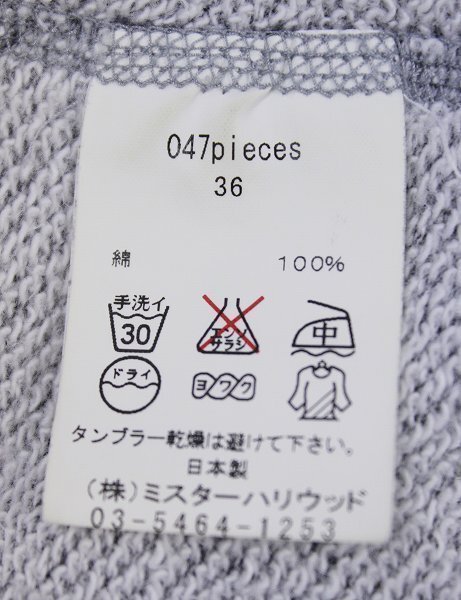 047pieces
36
綿 100%
手洗イ
30 エンソサラシ 中
ドライ ヨワク
タンブラー乾燥は避けて下さい。
日本製
(株)ミスターハリウッド
03-5464-1253